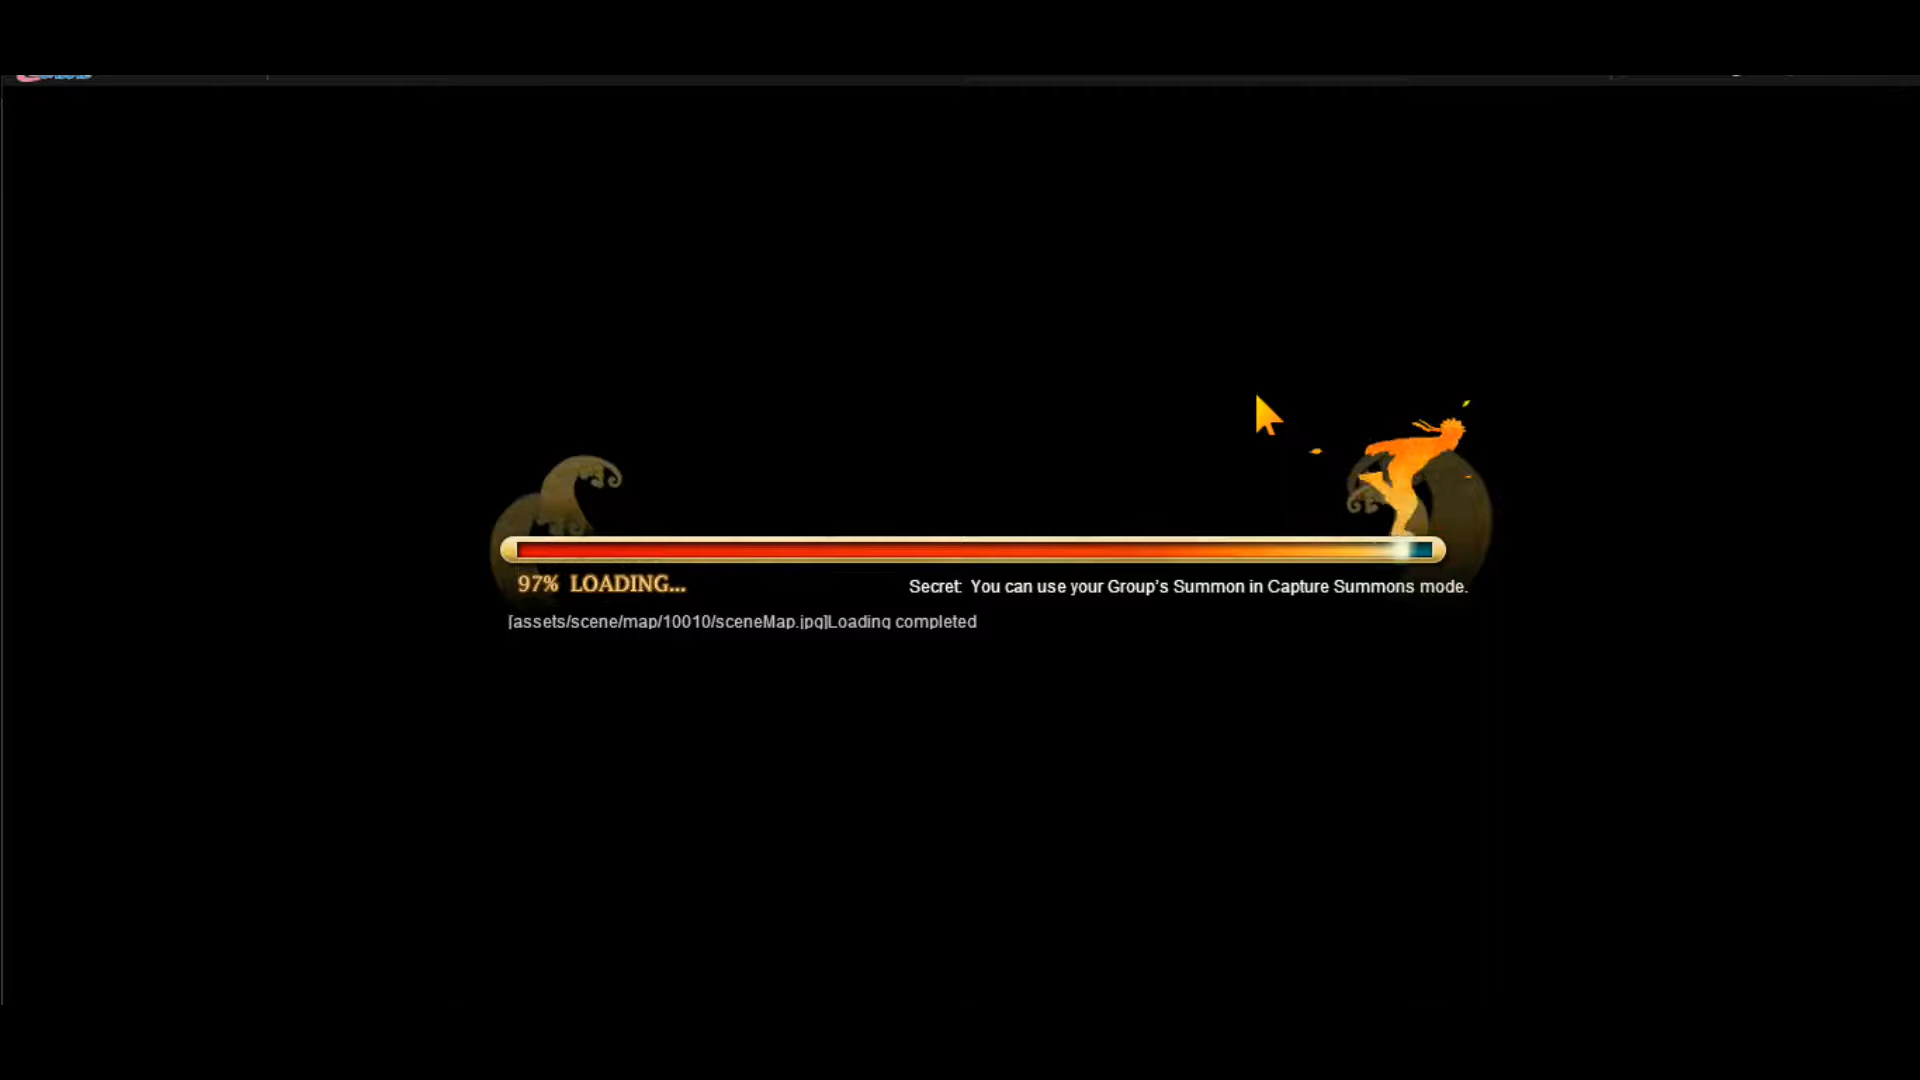 97% LOADING...
Secret: You can use your Group's Summon in Capture Summons mode.
[assets/scene/map/10010/sceneMap.jpg]Loading completed